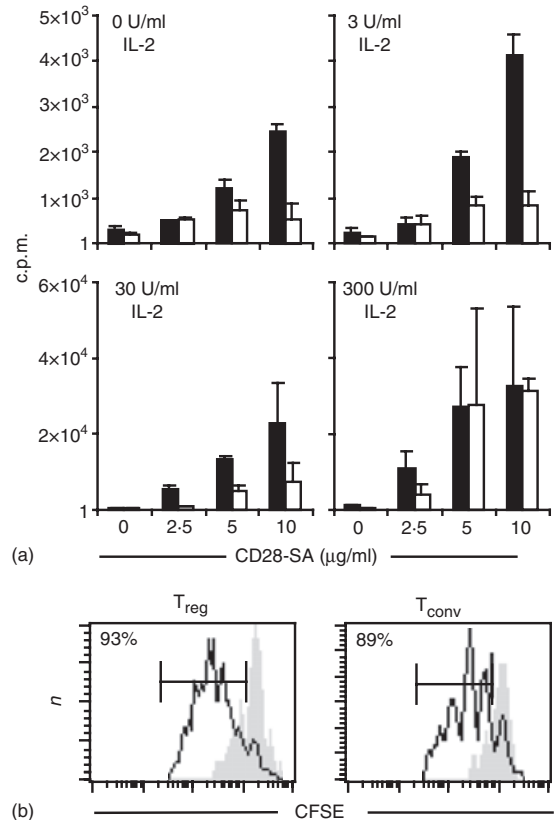 5×10³
4×10³
3×10³
2×10³
1×10³
1
0 U/ml
IL-2
3 U/ml
IL-2
c.p.m.
6×10⁴
4×10⁴
2×10⁴
1
30 U/ml
IL-2
300 U/ml
IL-2
0 2·5 5 10 0 2·5 5 10
(a) CD28-SA (μg/ml)
Treg Tconv
93% 89%
n
(b) CFSE